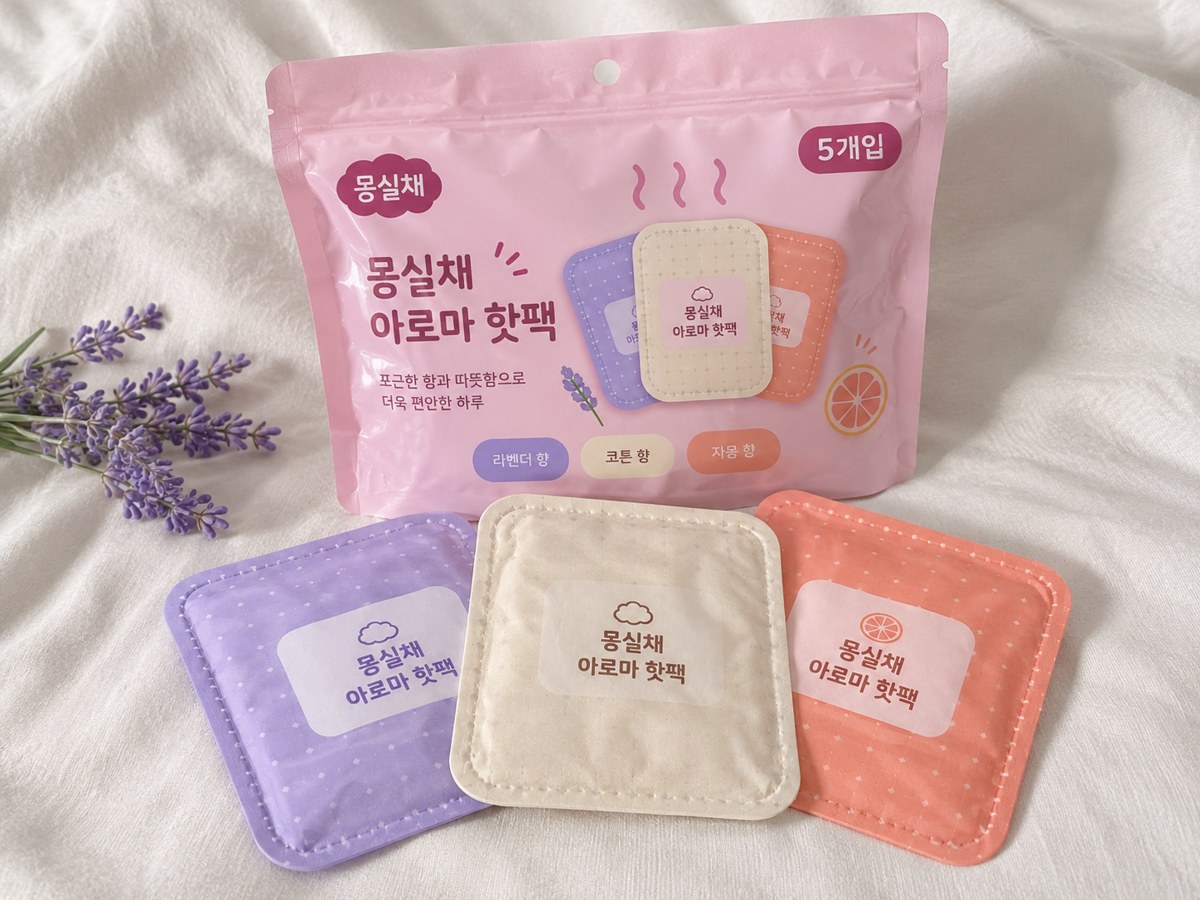 몽실채
5개입
몽실채
아로마 핫팩
포근한 향과 따뜻함으로
더욱 편안한 하루
몽실채
아로마 핫팩
라벤더 향
코튼 향
자몽 향
몽실채
아로마 핫팩
몽실채
아로마 핫팩
몽실채
아로마 핫팩